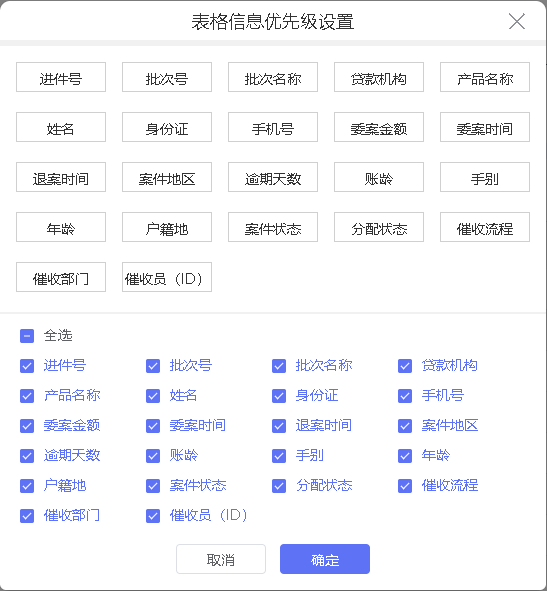 表格信息优先级设置
进件号 批次号 批次名称 贷款机构 产品名称
姓名 身份证 手机号 委案金额 委案时间
退案时间 案件地区 逾期天数 账龄 手别
年龄 户籍地 案件状态 分配状态 催收流程
催收部门 催收员（ID）
全选
进件号 批次号 批次名称 贷款机构
产品名称 姓名 身份证 手机号
委案金额 委案时间 退案时间 案件地区
逾期天数 账龄 手别 年龄
户籍地 案件状态 分配状态 催收流程
催收部门 催收员（ID）
取消 确定